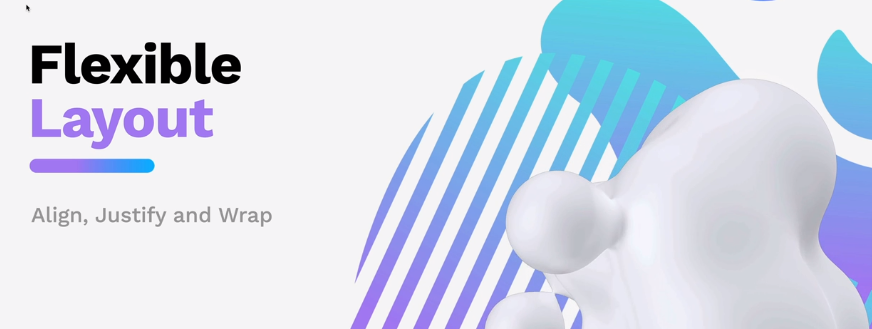 Flexible
Layout
Align, Justify and Wrap